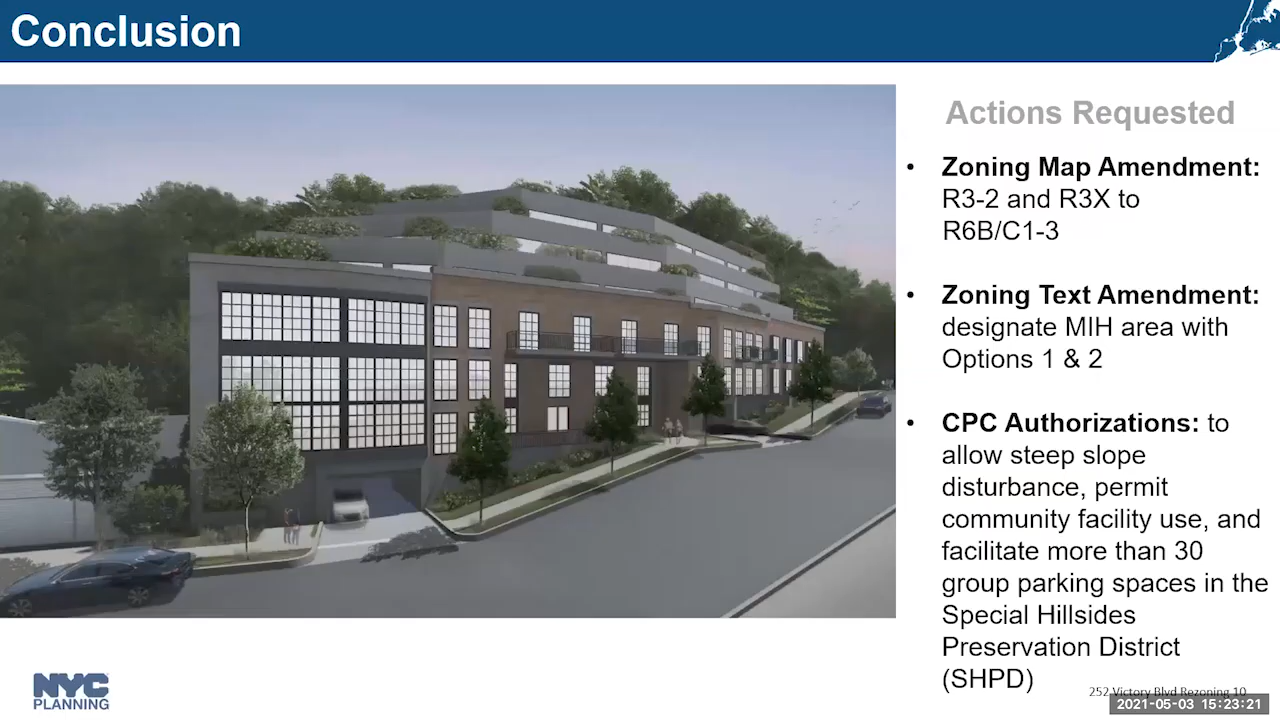 Conclusion
Actions Requested
• Zoning Map Amendment:
R3-2 and R3X to
R6B/C1-3
• Zoning Text Amendment:
designate MIH area with
Options 1 & 2
• CPC Authorizations: to
allow steep slope
disturbance, permit
community facility use, and
facilitate more than 30
group parking spaces in the
Special Hillsides
Preservation District
(SHPD)
NYC
PLANNING
252 Victory Blvd Rezoning 10
2021-05-03 15:23:21